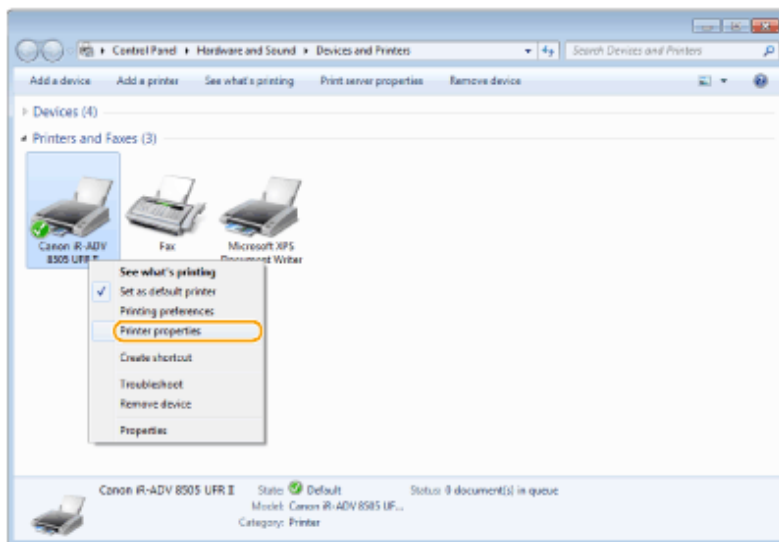 Control Panel ▸ Hardware and Sound ▸ Devices and Printers
Search Devices and Printers
Add a device Add a printer See what's printing Print server properties Remove device
Devices (4)
Printers and Faxes (3)
Canon iR-ADV
8505 UFR II
Fax
Microsoft XPS
Document Writer
See what's printing
Set as default printer
Printing preferences
Printer properties
Create shortcut
Troubleshoot
Remove device
Properties
Canon iR-ADV 8505 UFR II State: Default Status: 0 document(s) in queue
Model: Canon iR-ADV 8505 UF...
Category: Printer